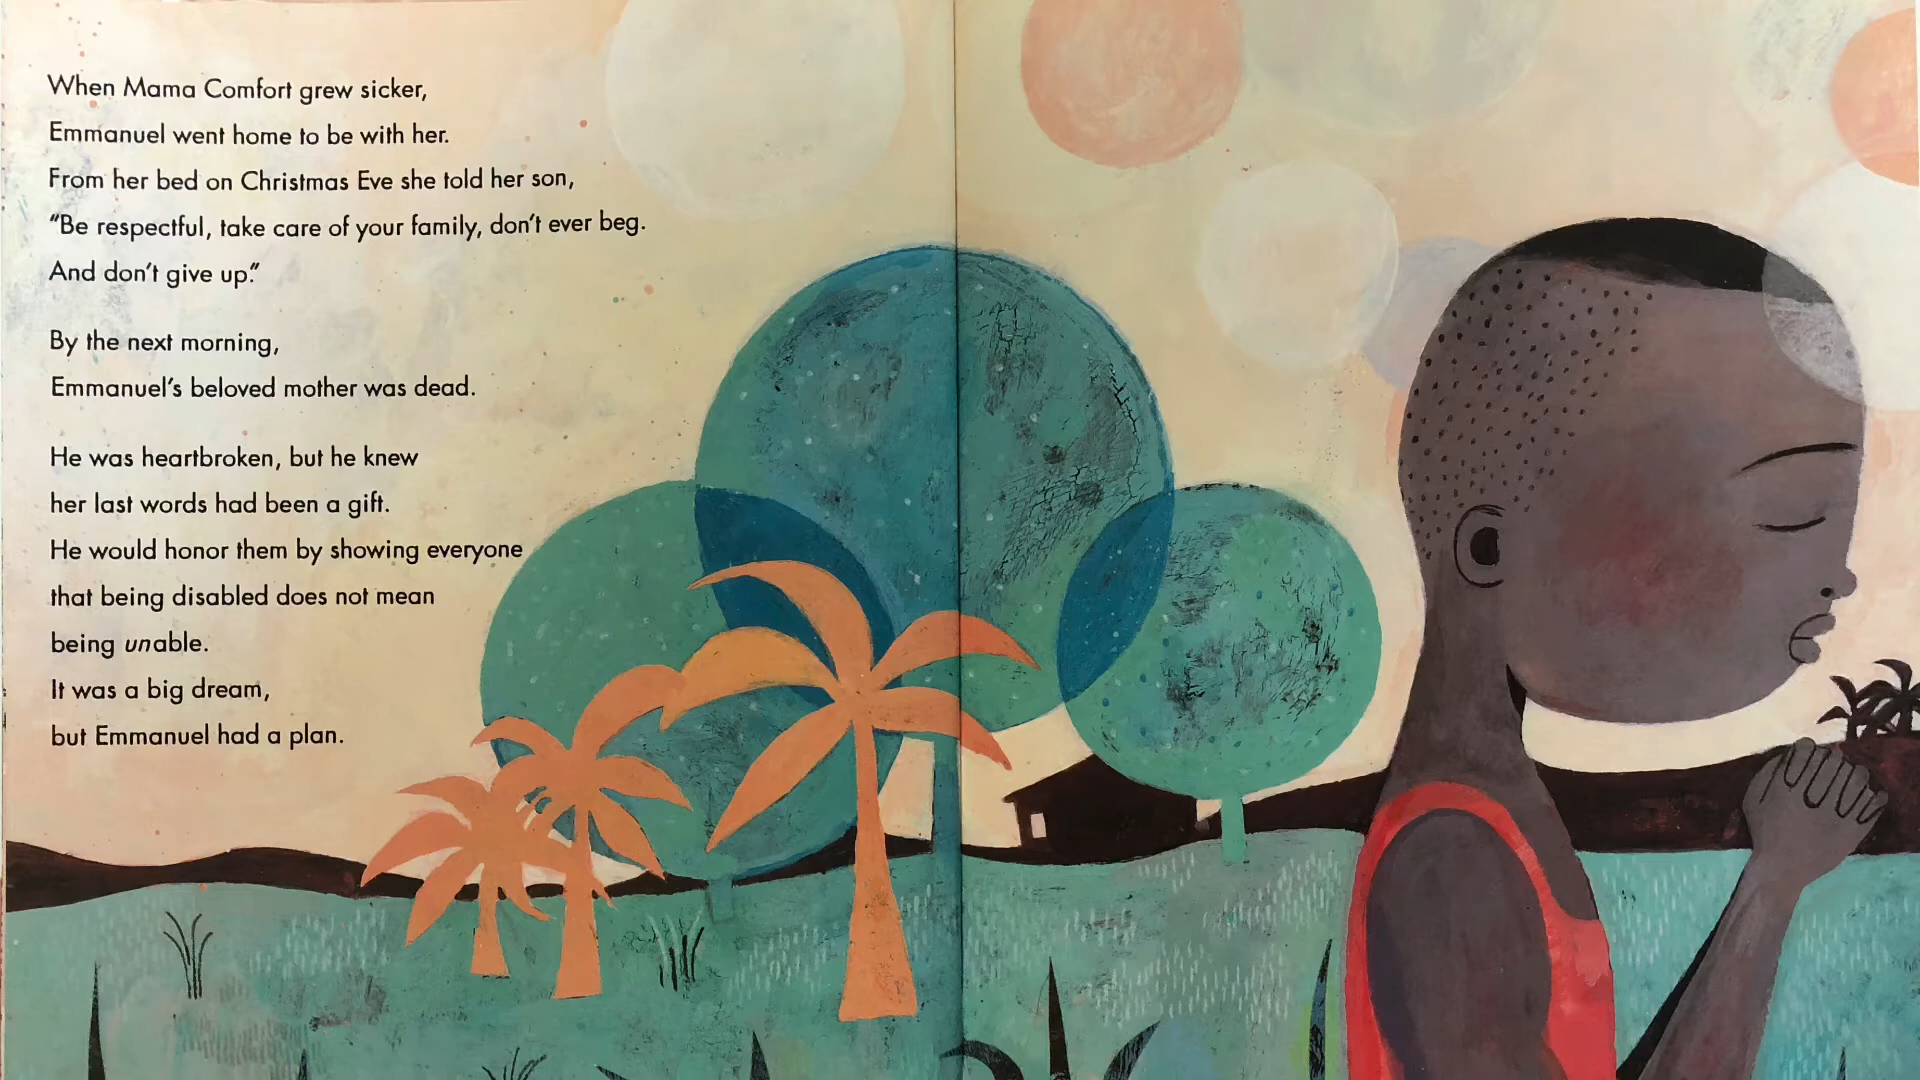 When Mama Comfort grew sicker,
Emmanuel went home to be with her.
From her bed on Christmas Eve she told her son,
“Be respectful, take care of your family, don’t ever beg.
And don’t give up.”
By the next morning,
Emmanuel’s beloved mother was dead.
He was heartbroken, but he knew
her last words had been a gift.
He would honor them by showing everyone
that being disabled does not mean
being unable.
It was a big dream,
but Emmanuel had a plan.